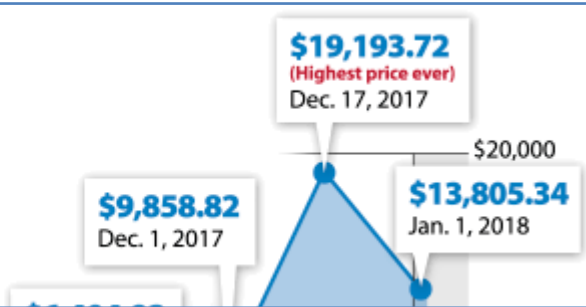 $19,193.72
(Highest price ever)
Dec. 17, 2017
$20,000
$13,805.34
Jan. 1, 2018
$9,858.82
Dec. 1, 2017